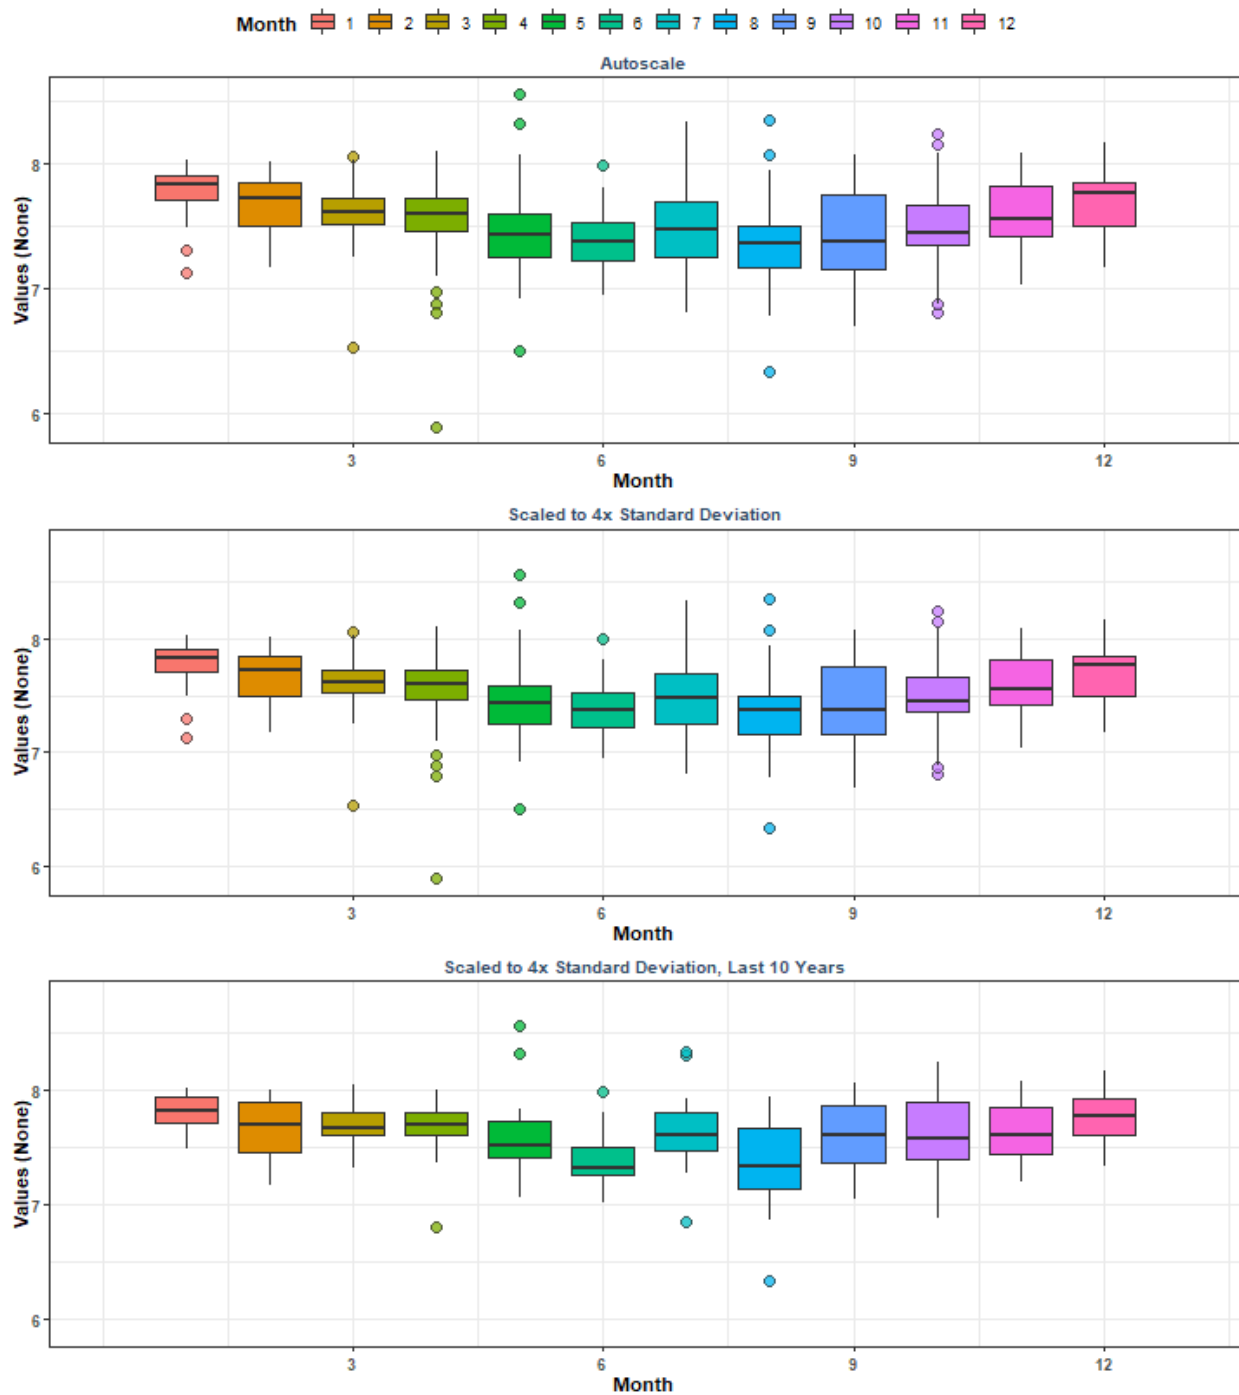 Month 1 2 3 4 5 6 7 8 9 10 11 12
Autoscale
Values (None)
8
7
6
3 6 9 12
Month
Scaled to 4x Standard Deviation
Values (None)
8
7
6
3 6 9 12
Month
Scaled to 4x Standard Deviation, Last 10 Years
Values (None)
8
7
6
3 6 9 12
Month